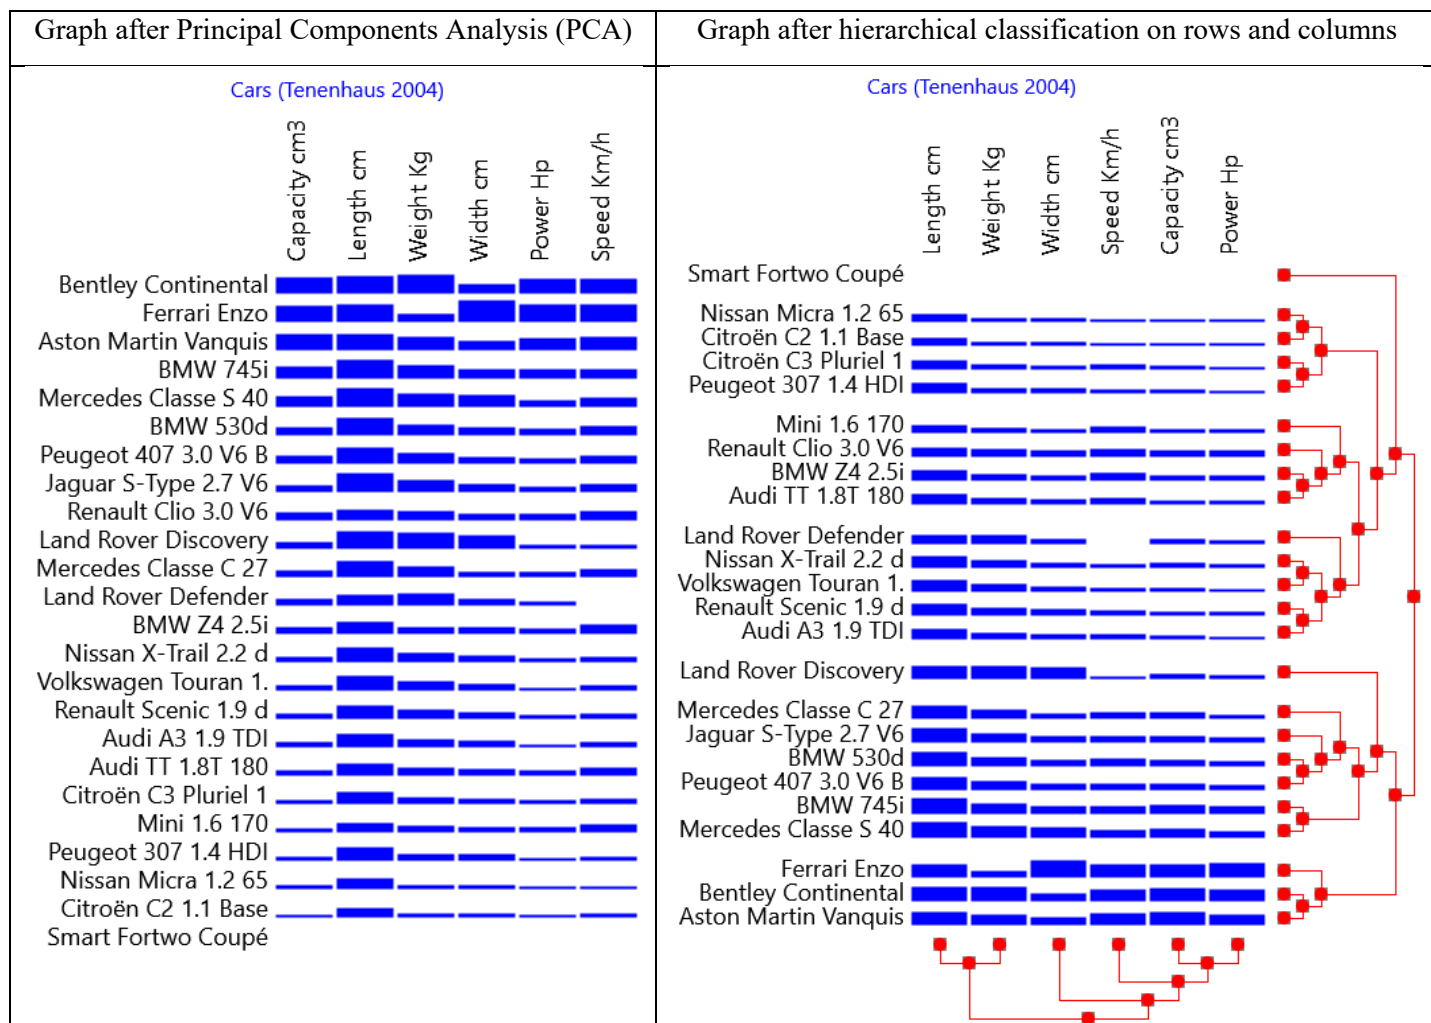 Graph after Principal Components Analysis (PCA)
Cars (Tenenhaus 2004)
Capacity cm3
Length cm
Weight Kg
Width cm
Power Hp
Speed Km/h
Bentley Continental
Ferrari Enzo
Aston Martin Vanquis
BMW 745i
Mercedes Classe S 40
BMW 530d
Peugeot 407 3.0 V6 B
Jaguar S-Type 2.7 V6
Renault Clio 3.0 V6
Land Rover Discovery
Mercedes Classe C 27
Land Rover Defender
BMW Z4 2.5i
Nissan X-Trail 2.2 d
Volkswagen Touran 1.
Renault Scenic 1.9 d
Audi A3 1.9 TDI
Audi TT 1.8T 180
Citroën C3 Pluriel 1
Mini 1.6 170
Peugeot 307 1.4 HDI
Nissan Micra 1.2 65
Citroën C2 1.1 Base
Smart Fortwo Coupé
Graph after hierarchical classification on rows and columns
Cars (Tenenhaus 2004)
Length cm
Weight Kg
Width cm
Speed Km/h
Capacity cm3
Power Hp
Smart Fortwo Coupé
Nissan Micra 1.2 65
Citroën C2 1.1 Base
Citroën C3 Pluriel 1
Peugeot 307 1.4 HDI
Mini 1.6 170
Renault Clio 3.0 V6
BMW Z4 2.5i
Audi TT 1.8T 180
Land Rover Defender
Nissan X-Trail 2.2 d
Volkswagen Touran 1.
Renault Scenic 1.9 d
Audi A3 1.9 TDI
Land Rover Discovery
Mercedes Classe C 27
Jaguar S-Type 2.7 V6
BMW 530d
Peugeot 407 3.0 V6 B
BMW 745i
Mercedes Classe S 40
Ferrari Enzo
Bentley Continental
Aston Martin Vanquis